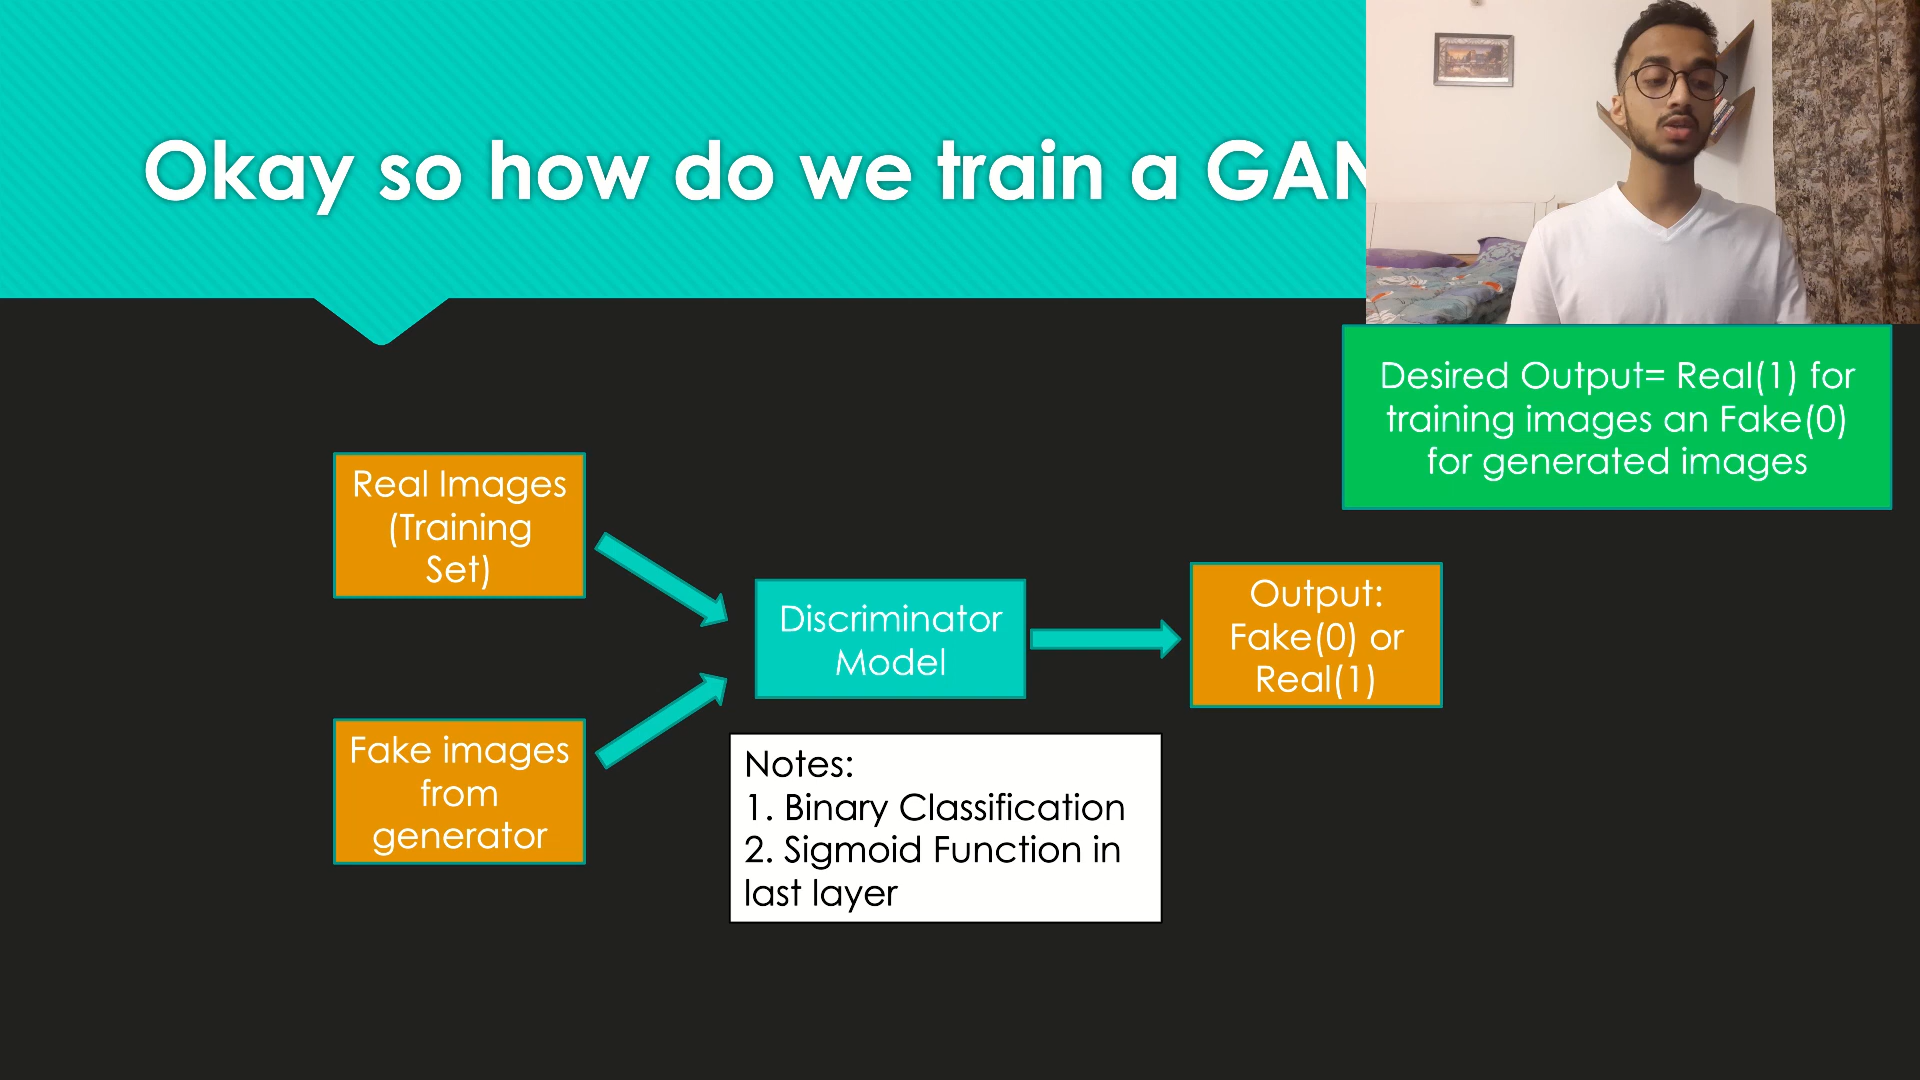 Okay so how do we train a GAN
Desired Output= Real(1) for
training images an Fake(0)
for generated images
Real Images
(Training
Set)
Discriminator
Model
Output:
Fake(0) or
Real(1)
Fake images
from
generator
Notes:
1. Binary Classification
2. Sigmoid Function in
last layer